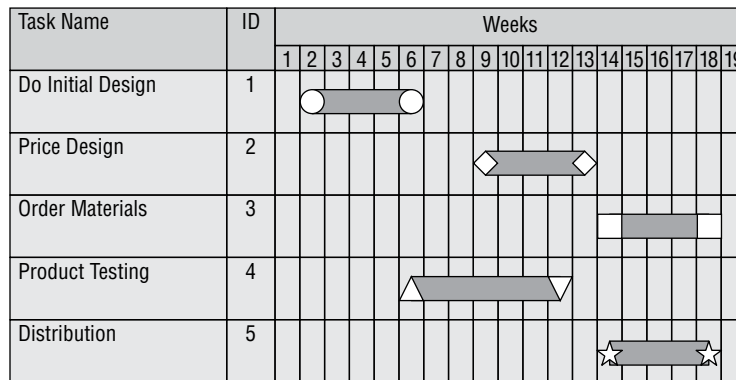 Task Name ID Weeks
1 2 3 4 5 6 7 8 9 10 11 12 13 14 15 16 17 18 19
Do Initial Design 1
Price Design 2
Order Materials 3
Product Testing 4
Distribution 5